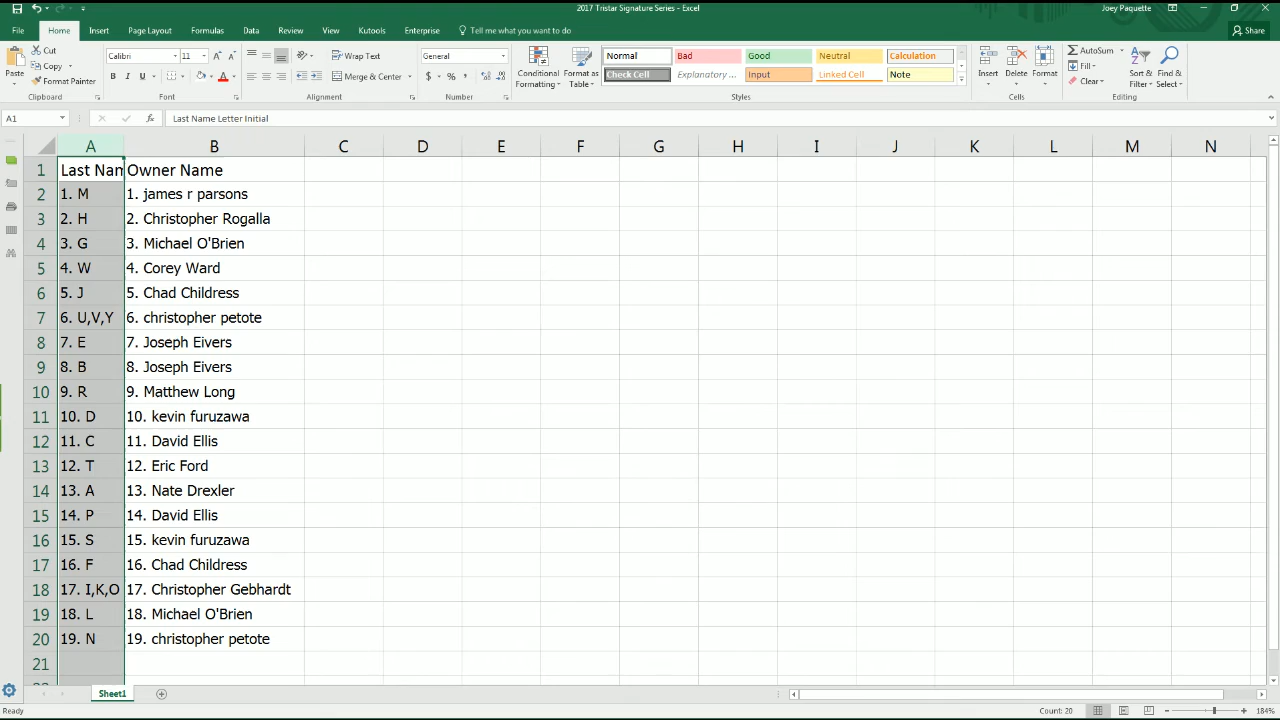 2017 Tristar Signature Series - Excel
Joey Paquette
File Home Insert Page Layout Formulas Data Review View Kutools Enterprise Tell me what you want to do
Share
Paste
Cut
Copy
Format Painter
Clipboard
Calibri 11
B I U
Font
Wrap Text
Merge & Center
Alignment
General
$ % ,
Number
Conditional Formatting
Format as Table
Normal Bad Good Neutral Calculation
Check Cell Explanatory ... Input Linked Cell Note
Styles
Insert Delete Format
Cells
AutoSum
Fill
Clear
Sort & Filter
Find & Select
Editing
A1 fx Last Name Letter Initial
A B C D E F G H I J K L M N
1 Last Nan Owner Name
2 1. M 1. james r parsons
3 2. H 2. Christopher Rogalla
4 3. G 3. Michael O'Brien
5 4. W 4. Corey Ward
6 5. J 5. Chad Childress
7 6. U,V,Y 6. christopher petote
8 7. E 7. Joseph Eivers
9 8. B 8. Joseph Eivers
10 9. R 9. Matthew Long
11 10. D 10. kevin furuzawa
12 11. C 11. David Ellis
13 12. T 12. Eric Ford
14 13. A 13. Nate Drexler
15 14. P 14. David Ellis
16 15. S 15. kevin furuzawa
17 16. F 16. Chad Childress
18 17. I,K,O 17. Christopher Gebhardt
19 18. L 18. Michael O'Brien
20 19. N 19. christopher petote
21
Sheet1
Ready
Count: 20
184%